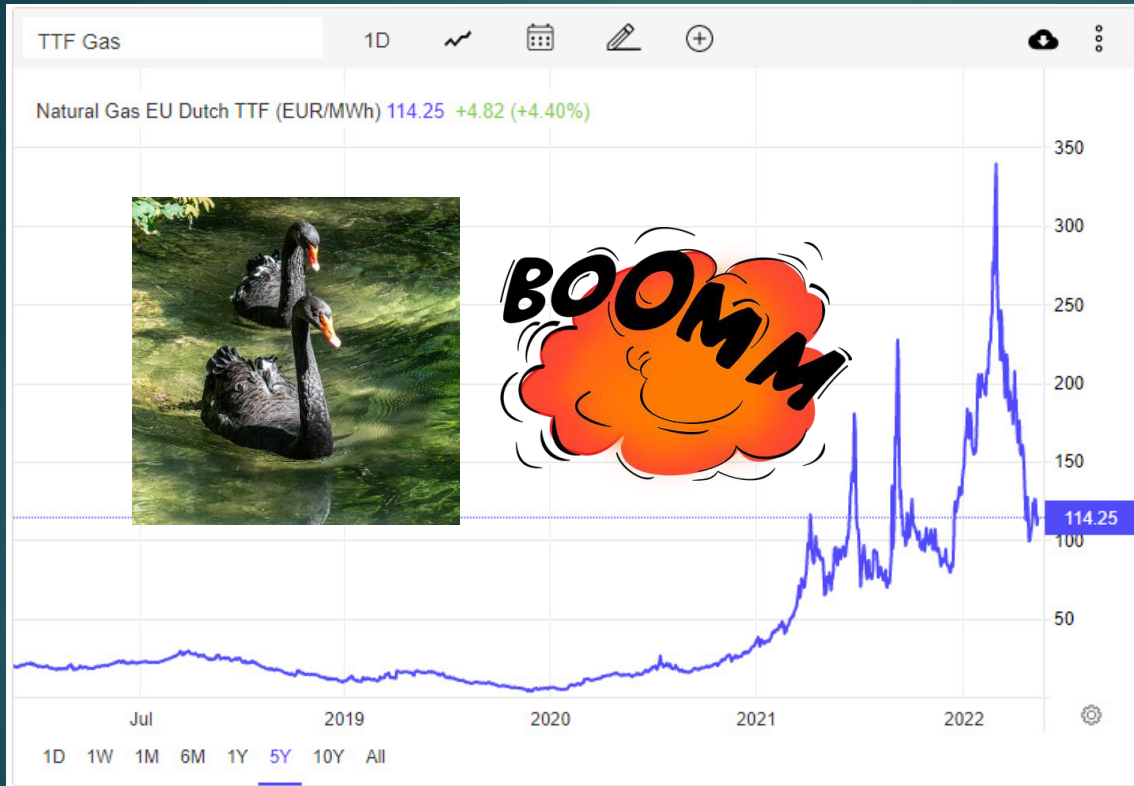 TTF Gas
1D
Natural Gas EU Dutch TTF (EUR/MWh) 114.25 +4.82 (+4.40%)
350
300
BOOMM
250
200
150
114.25
100
50
Jul 2019 2020 2021 2022
1D 1W 1M 6M 1Y 5Y 10Y All